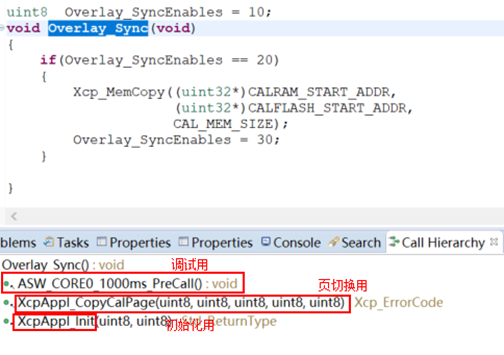 uint8  Overlay_SyncEnables = 10;
void Overlay_Sync(void)
{
    if(Overlay_SyncEnables == 20)
    {
        Xcp_MemCopy((uint32*)CALRAM_START_ADDR,
                    (uint32*)CALFLASH_START_ADDR,
                    CAL_MEM_SIZE);
        Overlay_SyncEnables = 30;
    }
}
blems Tasks Properties Properties Console Search Call Hierarchy
Overlay_Sync() : void 调试用
ASW_CORE0_1000ms_PreCall() : void
页切换用
XcpAppl_CopyCalPage(uint8, uint8, uint8, uint8, uint8) Xcp_ErrorCode
XcpAppl_Init(uint8, uint8) 初始化用 ReturnType